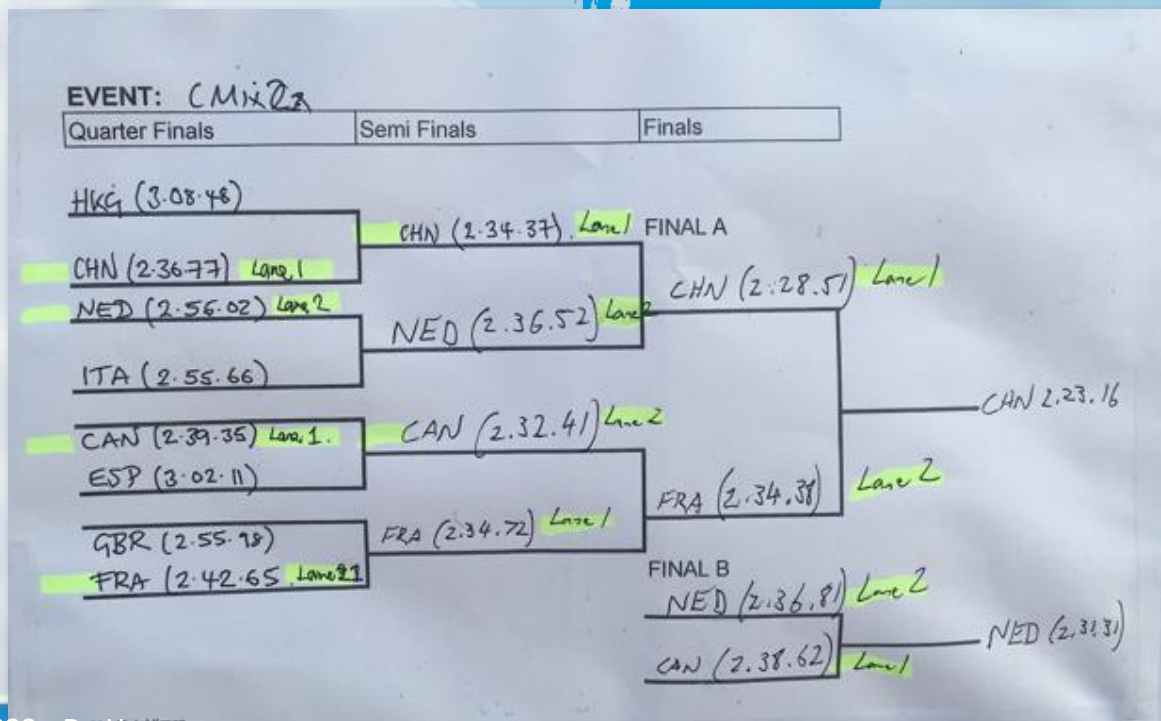 EVENT: CMix2x
Quarter Finals Semi Finals Finals
HKG (3.08.48)
CHN (2.34.37). Lane 1 FINAL A
CHN (2.36.77) Lane 1
CHN (2.28.51) Lane 1
NED (2.56.02) Lane 2
NED (2.36.52) Lane 2
ITA (2.55.66)
CHN 2.23.16
CAN (2.39.35) Lane 1.
CAN (2.32.41) Lane 2
ESP (3.02.11)
FRA (2.34.38) Lane 2
GBR (2.55.98)
FRA (2.34.72) Lane 1
FRA (2.42.65
FINAL B
NED (2.36.81) Lane 2
NED
CAN (2.38.62) Lane 1